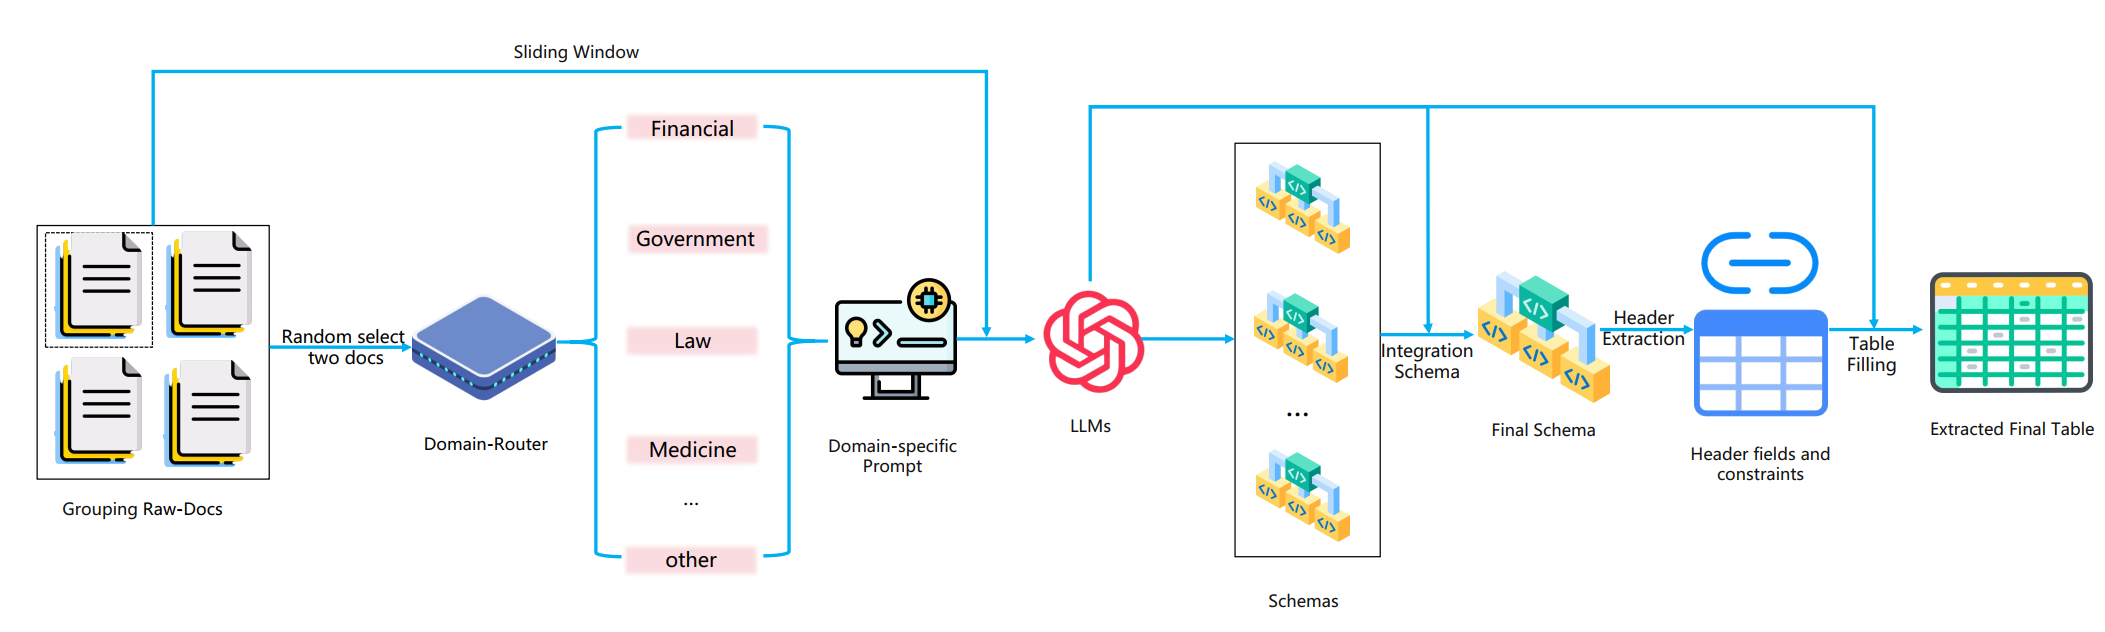 Sliding Window
Financial
Government
Law
Medicine
...
other
Random select
two docs
Grouping Raw-Docs
Domain-Router
Domain-specific
Prompt
LLMs
...
Schemas
Integration
Schema
Final Schema
Header
Extraction
Header fields and
constraints
Table
Filling
Extracted Final Table